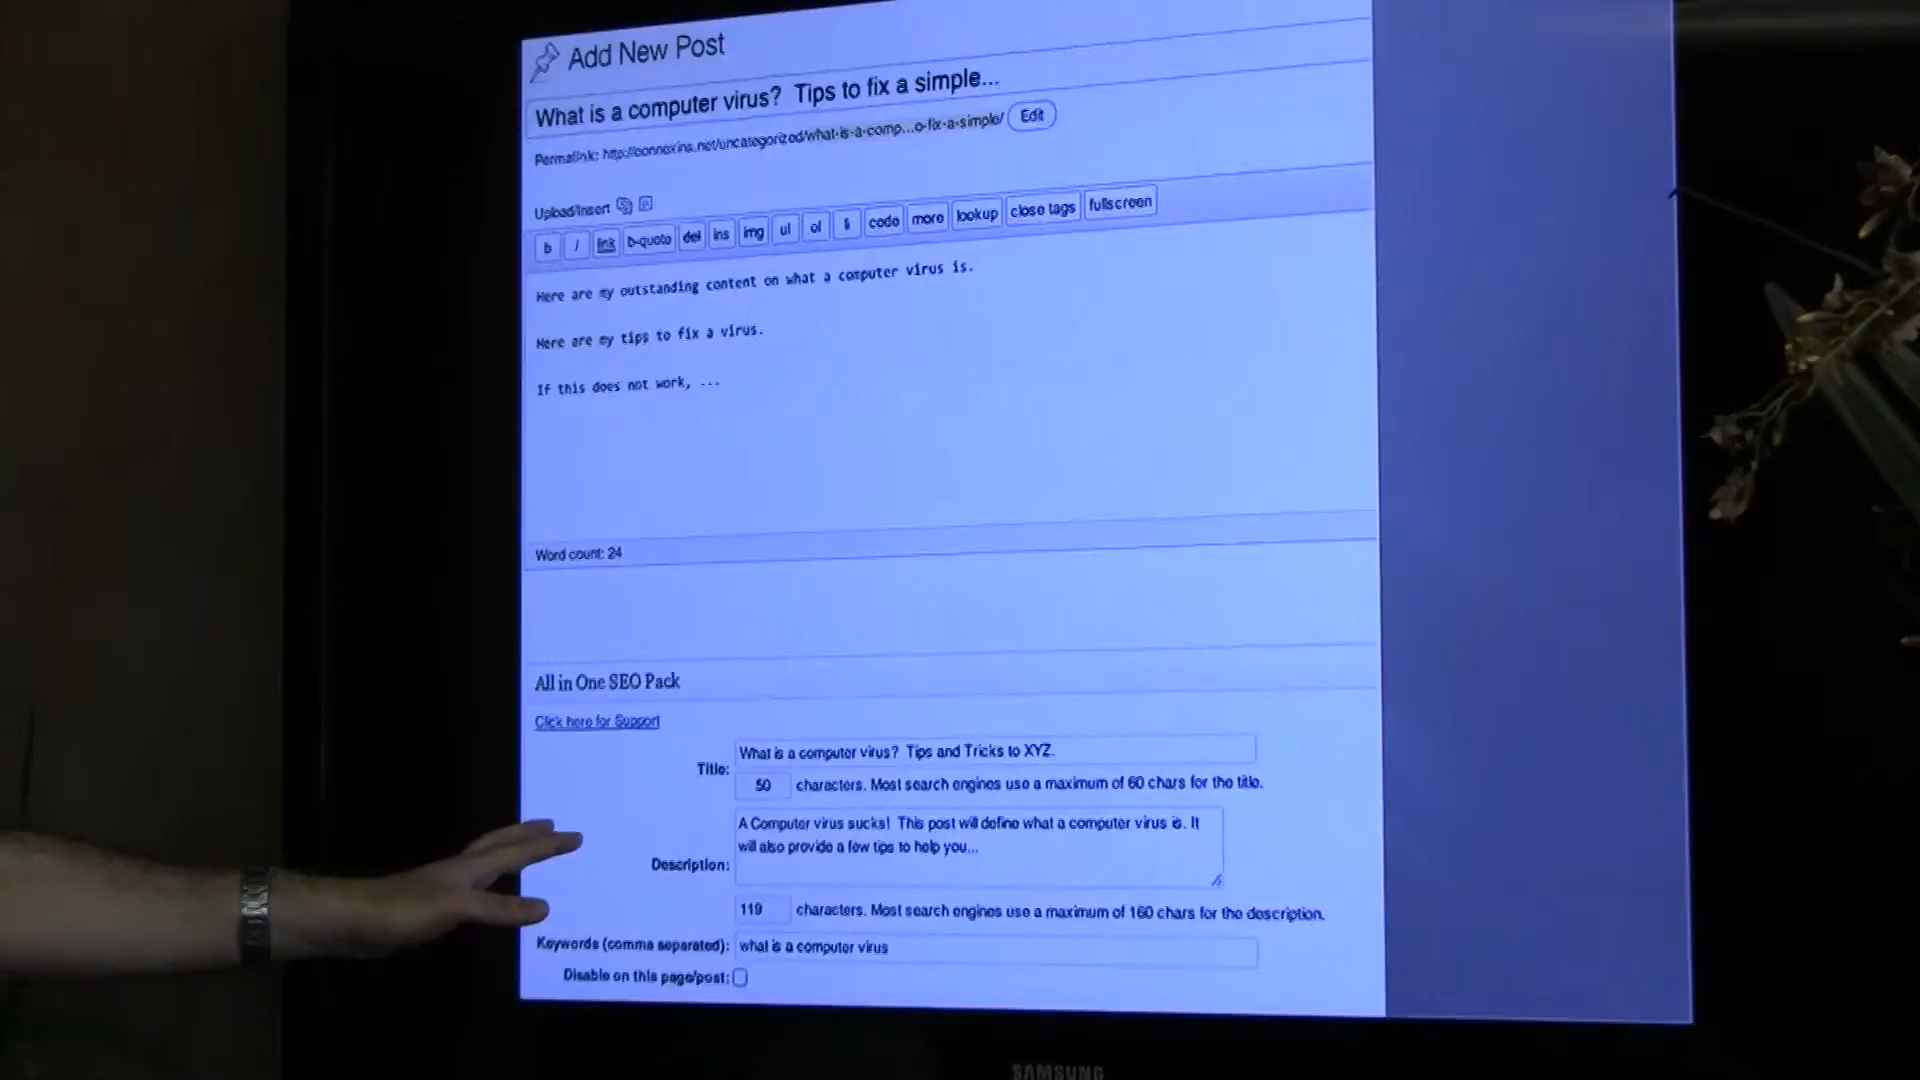 Add New Post
What is a computer virus? Tips to fix a simple...
Permalink: http://connexins.net/uncategorized/what-is-a-comp...o-fix-a-simple/ Edit
Upload/Insert
b i link b-quote del ins img ul ol li code more lookup close tags fullscreen
Here are my outstanding content on what a computer virus is.
Here are my tips to fix a virus.
If this does not work, ...
Word count: 24
All in One SEO Pack
Click here for Support
What is a computer virus? Tips and Tricks to XYZ.
Title:
50 characters. Most search engines use a maximum of 60 chars for the title.
A Computer virus sucks! This post will define what a computer virus is. It
will also provide a few tips to help you...
Description:
119 characters. Most search engines use a maximum of 160 chars for the description.
Keywords (comma separated): what is a computer virus
Disable on this page/post:
SAMSUNG